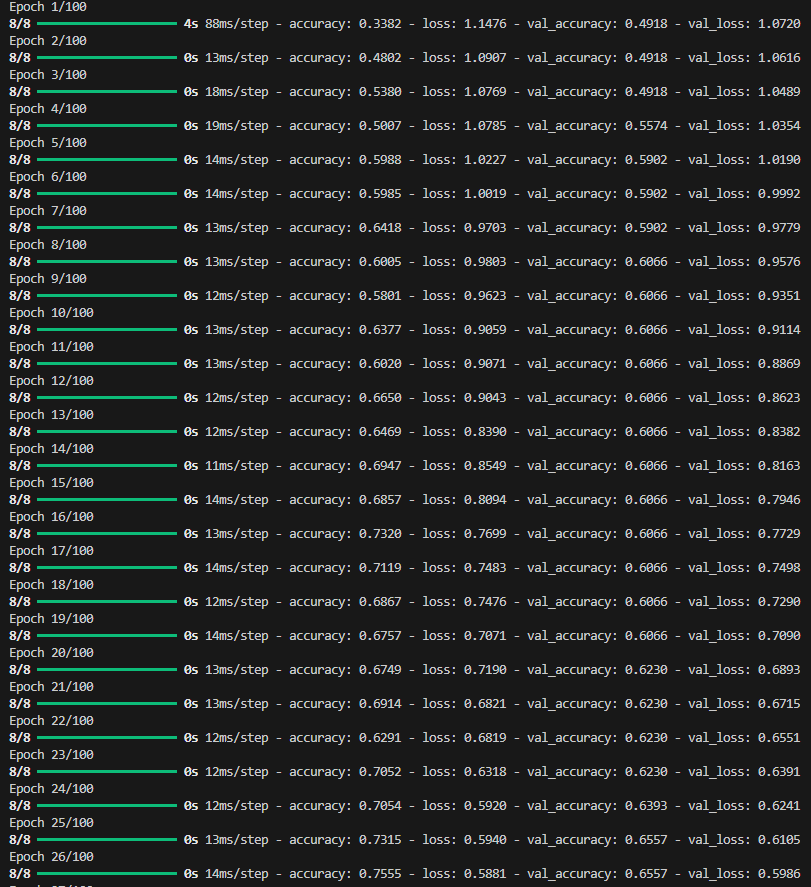 Epoch 1/100
8/8 4s 88ms/step - accuracy: 0.3382 - loss: 1.1476 - val_accuracy: 0.4918 - val_loss: 1.0720
Epoch 2/100
8/8 0s 13ms/step - accuracy: 0.4802 - loss: 1.0907 - val_accuracy: 0.4918 - val_loss: 1.0616
Epoch 3/100
8/8 0s 18ms/step - accuracy: 0.5380 - loss: 1.0769 - val_accuracy: 0.4918 - val_loss: 1.0489
Epoch 4/100
8/8 0s 19ms/step - accuracy: 0.5007 - loss: 1.0785 - val_accuracy: 0.5574 - val_loss: 1.0354
Epoch 5/100
8/8 0s 14ms/step - accuracy: 0.5988 - loss: 1.0227 - val_accuracy: 0.5902 - val_loss: 1.0190
Epoch 6/100
8/8 0s 14ms/step - accuracy: 0.5985 - loss: 1.0019 - val_accuracy: 0.5902 - val_loss: 0.9992
Epoch 7/100
8/8 0s 13ms/step - accuracy: 0.6418 - loss: 0.9703 - val_accuracy: 0.5902 - val_loss: 0.9779
Epoch 8/100
8/8 0s 13ms/step - accuracy: 0.6005 - loss: 0.9803 - val_accuracy: 0.6066 - val_loss: 0.9576
Epoch 9/100
8/8 0s 12ms/step - accuracy: 0.5801 - loss: 0.9623 - val_accuracy: 0.6066 - val_loss: 0.9351
Epoch 10/100
8/8 0s 13ms/step - accuracy: 0.6377 - loss: 0.9059 - val_accuracy: 0.6066 - val_loss: 0.9114
Epoch 11/100
8/8 0s 13ms/step - accuracy: 0.6020 - loss: 0.9071 - val_accuracy: 0.6066 - val_loss: 0.8869
Epoch 12/100
8/8 0s 12ms/step - accuracy: 0.6650 - loss: 0.9043 - val_accuracy: 0.6066 - val_loss: 0.8623
Epoch 13/100
8/8 0s 12ms/step - accuracy: 0.6469 - loss: 0.8390 - val_accuracy: 0.6066 - val_loss: 0.8382
Epoch 14/100
8/8 0s 11ms/step - accuracy: 0.6947 - loss: 0.8549 - val_accuracy: 0.6066 - val_loss: 0.8163
Epoch 15/100
8/8 0s 14ms/step - accuracy: 0.6857 - loss: 0.8094 - val_accuracy: 0.6066 - val_loss: 0.7946
Epoch 16/100
8/8 0s 13ms/step - accuracy: 0.7320 - loss: 0.7699 - val_accuracy: 0.6066 - val_loss: 0.7729
Epoch 17/100
8/8 0s 14ms/step - accuracy: 0.7119 - loss: 0.7483 - val_accuracy: 0.6066 - val_loss: 0.7498
Epoch 18/100
8/8 0s 12ms/step - accuracy: 0.6867 - loss: 0.7476 - val_accuracy: 0.6066 - val_loss: 0.7290
Epoch 19/100
8/8 0s 14ms/step - accuracy: 0.6757 - loss: 0.7071 - val_accuracy: 0.6066 - val_loss: 0.7090
Epoch 20/100
8/8 0s 13ms/step - accuracy: 0.6749 - loss: 0.7190 - val_accuracy: 0.6230 - val_loss: 0.6893
Epoch 21/100
8/8 0s 13ms/step - accuracy: 0.6914 - loss: 0.6821 - val_accuracy: 0.6230 - val_loss: 0.6715
Epoch 22/100
8/8 0s 12ms/step - accuracy: 0.6291 - loss: 0.6819 - val_accuracy: 0.6230 - val_loss: 0.6551
Epoch 23/100
8/8 0s 12ms/step - accuracy: 0.7052 - loss: 0.6318 - val_accuracy: 0.6230 - val_loss: 0.6391
Epoch 24/100
8/8 0s 12ms/step - accuracy: 0.7054 - loss: 0.5920 - val_accuracy: 0.6393 - val_loss: 0.6241
Epoch 25/100
8/8 0s 13ms/step - accuracy: 0.7315 - loss: 0.5940 - val_accuracy: 0.6557 - val_loss: 0.6105
Epoch 26/100
8/8 0s 14ms/step - accuracy: 0.7555 - loss: 0.5881 - val_accuracy: 0.6557 - val_loss: 0.5986